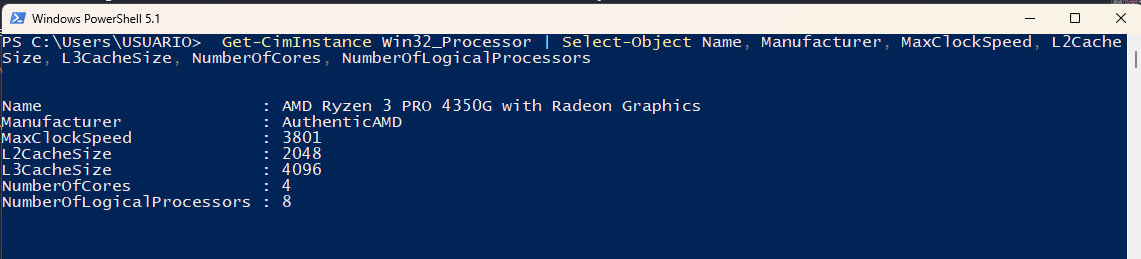 Windows PowerShell 5.1
PS C:\Users\USUARIO>  Get-CimInstance Win32_Processor | Select-Object Name, Manufacturer, MaxClockSpeed, L2Cache
Size, L3CacheSize, NumberOfCores, NumberOfLogicalProcessors
Name                      : AMD Ryzen 3 PRO 4350G with Radeon Graphics
Manufacturer              : AuthenticAMD
MaxClockSpeed             : 3801
L2CacheSize               : 2048
L3CacheSize               : 4096
NumberOfCores             : 4
NumberOfLogicalProcessors : 8